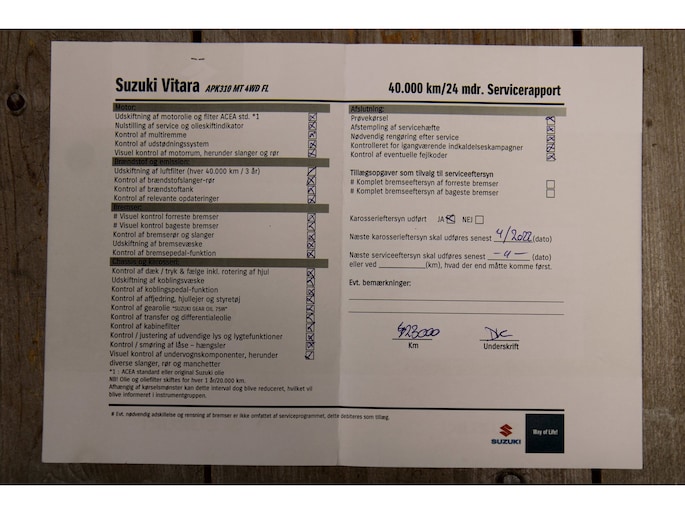 Suzuki Vitara APK310 MT 4WD FL
40.000 km/24 mdr. Servicerapport
Motor:
Udskiftning af motorolie og filter ACEA std. *1
Nulstilling af service og olieskiftindikator
Kontrol af multiremme
Kontrol af udstødningssystem
Visuel kontrol af motorrum, herunder slanger og rør
Brændstof og emission:
Udskiftning af luftfilter (hver 40.000 km / 3 år)
Kontrol af brændstofslanger-rør
Kontrol af brændstoftank
Kontrol af relevante opdateringer
Bremser:
# Visuel kontrol forreste bremser
# Visuel kontrol bageste bremser
Kontrol af bremserør og slanger
Udskiftning af bremsevæske
Kontrol af bremsepedal-funktion
Chassis og karosseri:
Kontrol af dæk / tryk & fælge inkl. rotering af hjul
Udskiftning af koblingsvæske
Kontrol af koblingspedal-funktion
Kontrol af affjedring, hjullejer og styretøj
Kontrol af gearolie "SUZUKI GEAR OIL 75W"
Kontrol af transfer og differentialeolie
Kontrol af kabinefilter
Kontrol / justering af udvendige lys og lygtefunktioner
Kontrol / smøring af låse – hængsler
Visuel kontrol af undervognskomponenter, herunder
diverse slanger, rør og manchetter
*1 : ACEA standard eller original Suzuki olie
NB! Olie og oliefilter skiftes for hver 1 år/20.000 km.
Afhængig af kørselsmønster kan dette interval dog blive reduceret, hvilket vil
blive informeret i instrumentgruppen.
Afslutning:
Prøvekørsel
Afstempling af servicehæfte
Nødvendig rengøring efter service
Kontrolleret for igangværende indkaldelseskampagner
Kontrol af eventuelle fejlkoder
Tillægsopgaver som tilvalg til serviceeftersyn
# Komplet bremseeftersyn af forreste bremser
# Komplet bremseeftersyn af bageste bremser
Karosserieftersyn udført JA NEJ
Næste karosserieftersyn skal udføres senest 4/2022 (dato)
Næste serviceeftersyn skal udføres senest -4- (dato)
eller ved (km), hvad der end måtte komme først.
Evt. bemærkninger:
23000
Km Underskrift
# Evt. nødvendig adskillelse og rensning af bremser er ikke omfattet af serviceprogrammet, dette debiteres som tillæg.
SUZUKI
Way of Life!